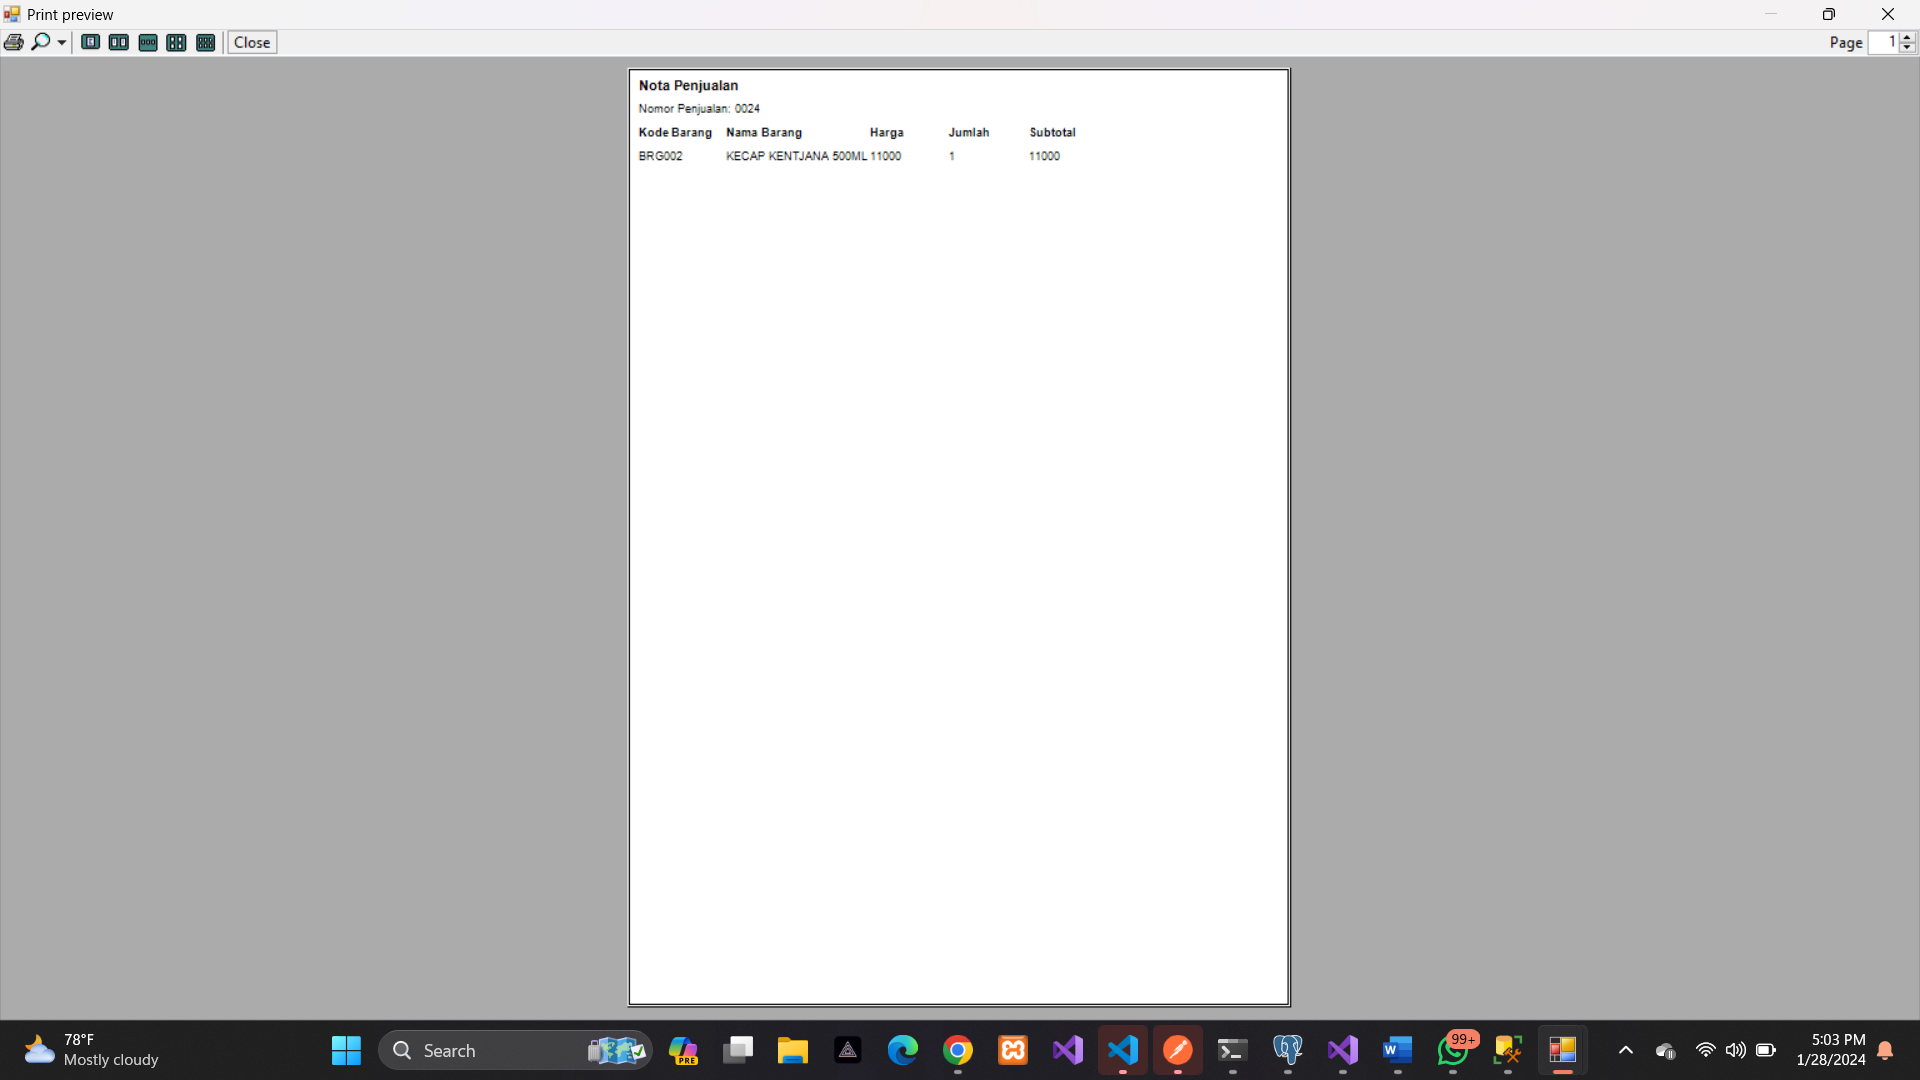 Print preview
Close
Page 1
Nota Penjualan
Nomor Penjualan: 0024
Kode Barang Nama Barang Harga Jumlah Subtotal
BRG002 KECAP KENTJANA 500ML 11000 1 11000
78°F
Mostly cloudy
Search
PRE
99+
5:03 PM
1/28/2024